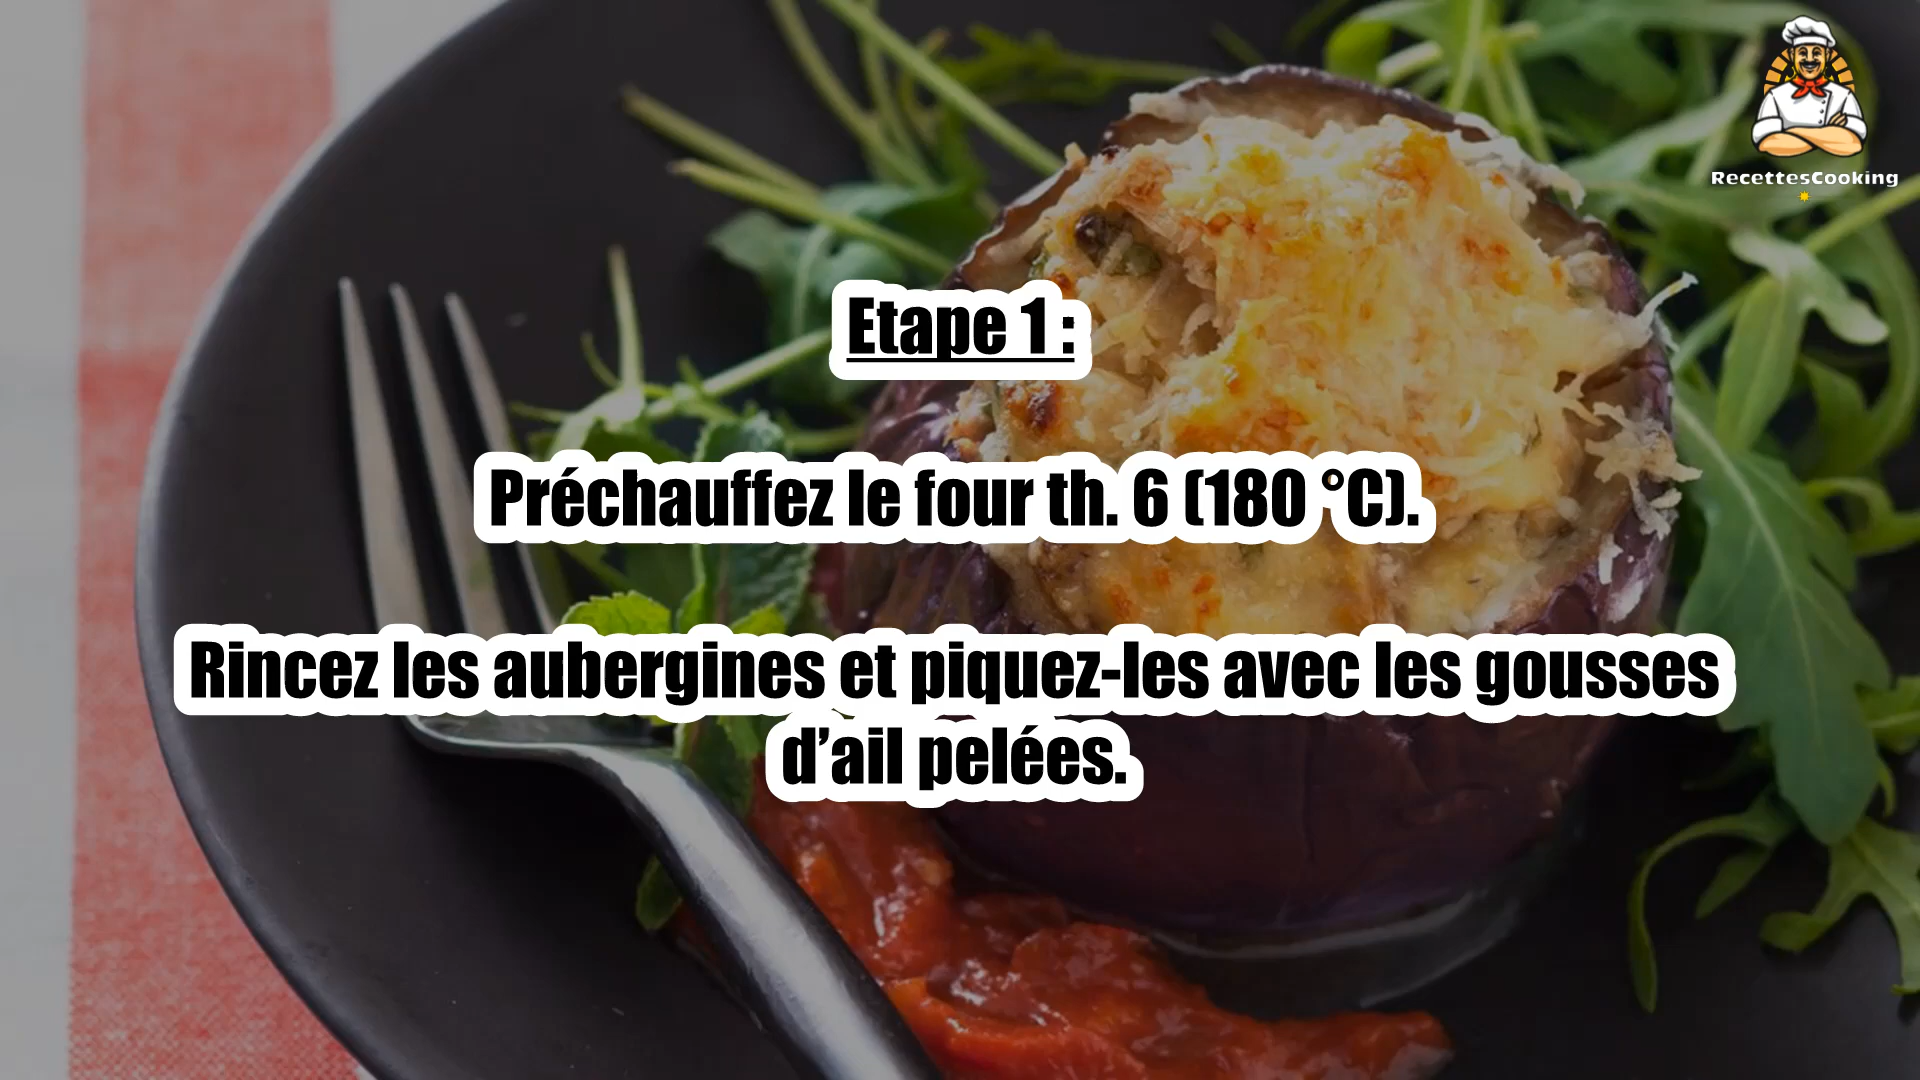 RecettesCooking
Etape 1 :
Préchauffez le four th. 6 (180 °C).
Rincez les aubergines et piquez-les avec les gousses
d’ail pelées.